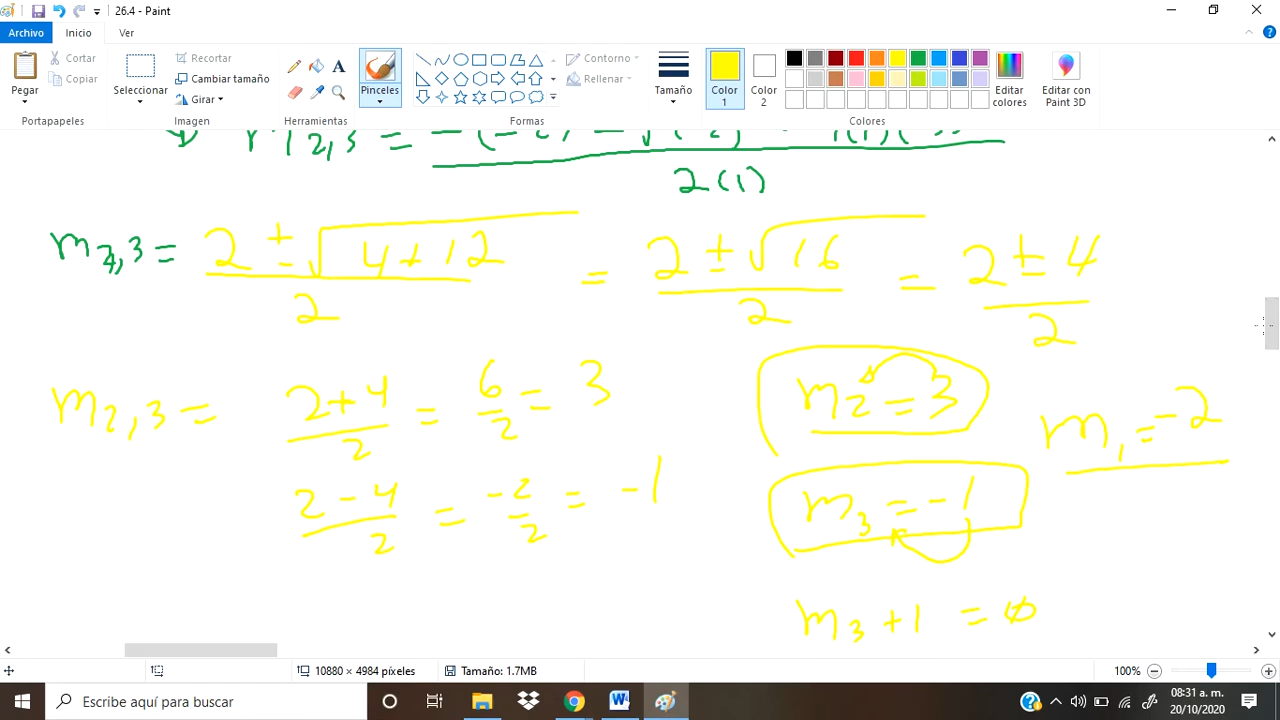 26.4 - Paint
Archivo Inicio Ver
Pegar
Cortar
Copiar
Portapapeles
Seleccionar
Recortar
Cambiar tamaño
Girar
Imagen
A
Herramientas
Pinceles
Contorno
Rellenar
Formas
Tamaño
Color 1
Color 2
Editar colores
Editar con Paint 3D
Colores
2(1)
m2,3 = 2 ± √4+12 / 2 = 2 ± √16 / 2 = 2 ± 4 / 2
m2,3 = 2+4 / 2 = 6/2 = 3
m2 = 3
m1 = -2
2-4 / 2 = -2/2 = -1
m3 = -1
m3 + 1 = 0
10880 × 4984 píxeles
Tamaño: 1.7MB
100%
Escribe aquí para buscar
08:31 a. m.
20/10/2020